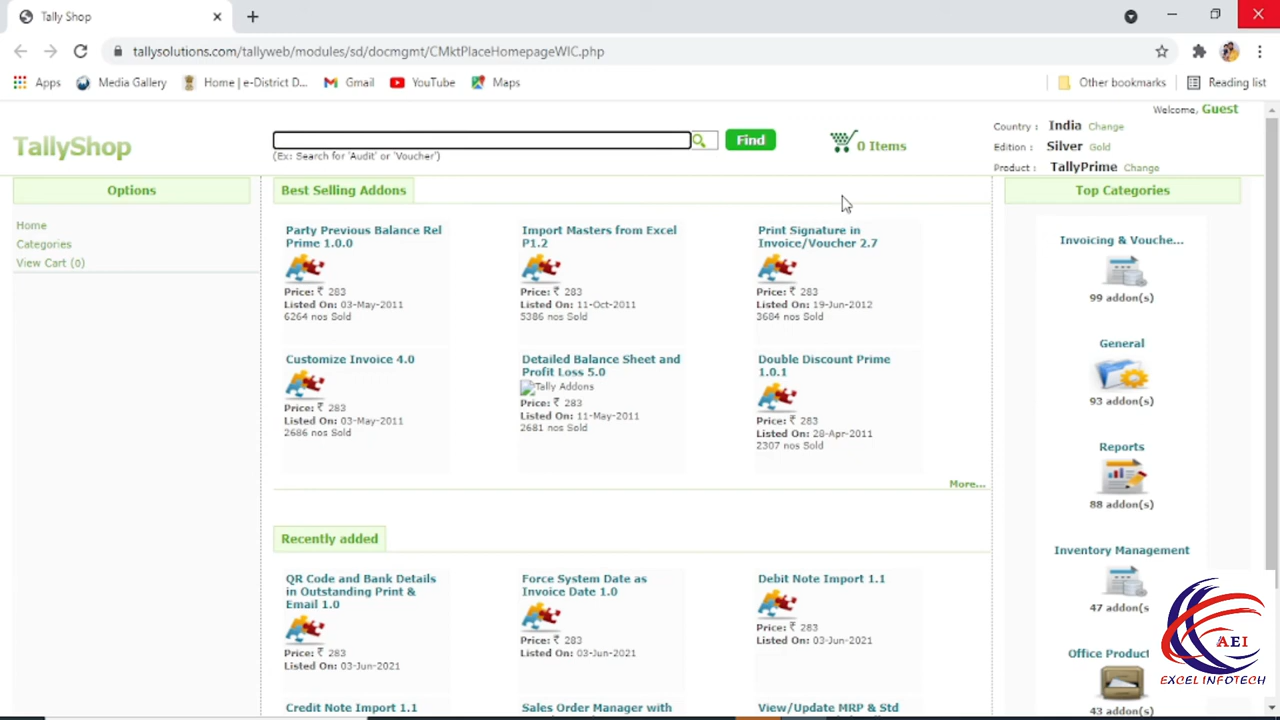 Tally Shop
tallysolutions.com/tallyweb/modules/sd/docmgmt/CMktPlaceHomepageWIC.php
Apps
Media Gallery
Home | e-District D...
Gmail
YouTube
Maps
Other bookmarks
Reading list
Welcome, Guest
TallyShop
Find
(Ex: Search for 'Audit' or 'Voucher')
0 Items
Country : India Change
Edition : Silver Gold
Product : TallyPrime Change
Options
Home
Categories
View Cart (0)
Best Selling Addons
Party Previous Balance Rel
Prime 1.0.0
Price: ₹ 283
Listed On: 03-May-2011
6264 nos Sold
Import Masters from Excel
P1.2
Price: ₹ 283
Listed On: 11-Oct-2011
5386 nos Sold
Print Signature in
Invoice/Voucher 2.7
Price: ₹ 283
Listed On: 19-Jun-2012
3684 nos Sold
Customize Invoice 4.0
Price: ₹ 283
Listed On: 03-May-2011
2686 nos Sold
Detailed Balance Sheet and
Profit Loss 5.0
Tally Addons
Price: ₹ 283
Listed On: 11-May-2011
2681 nos Sold
Double Discount Prime
1.0.1
Price: ₹ 283
Listed On: 28-Apr-2011
2307 nos Sold
More...
Recently added
QR Code and Bank Details
in Outstanding Print &
Email 1.0
Price: ₹ 283
Listed On: 03-Jun-2021
Force System Date as
Invoice Date 1.0
Price: ₹ 283
Listed On: 03-Jun-2021
Debit Note Import 1.1
Price: ₹ 283
Listed On: 03-Jun-2021
Credit Note Import 1.1
Sales Order Manager with
View/Update MRP & Std
Top Categories
Invoicing & Vouche...
99 addon(s)
General
93 addon(s)
Reports
88 addon(s)
Inventory Management
47 addon(s
Office Product
43 addon(s)
AEI
EXCEL INFOTECH